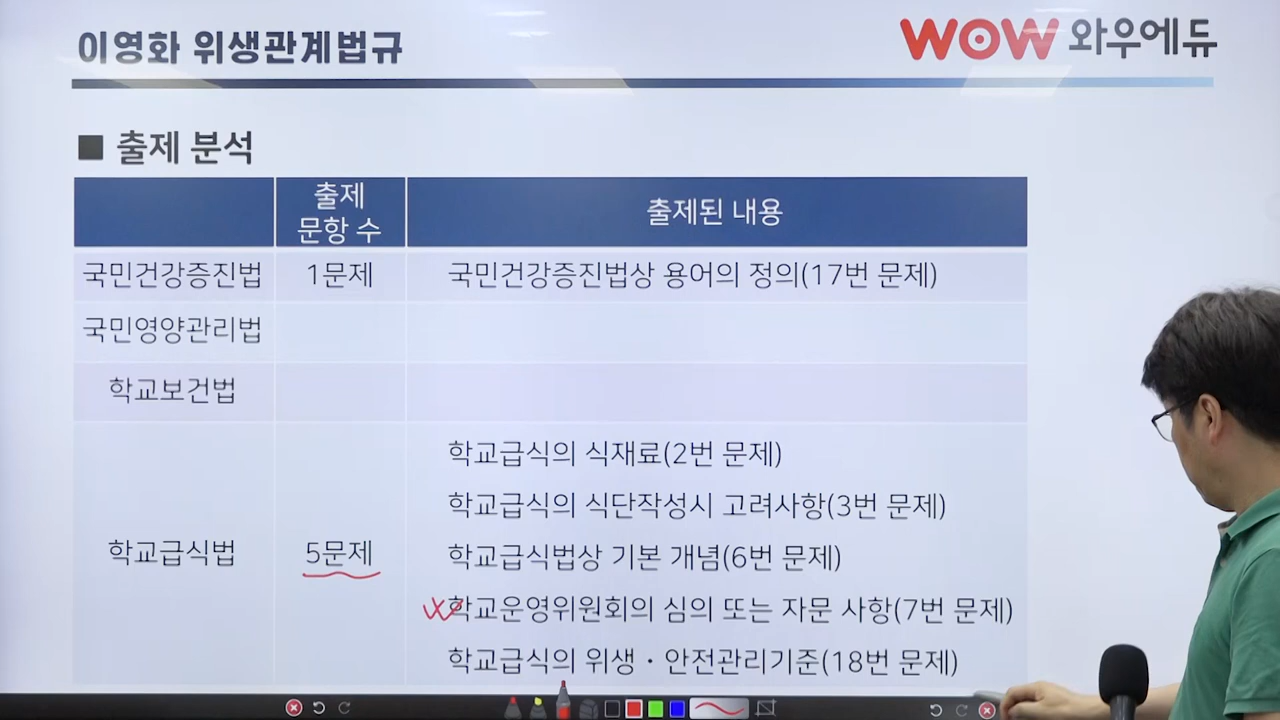 이영화 위생관계법규
WOW 와우에듀
■ 출제 분석
출제 문항 수
출제된 내용
국민건강증진법 1문제 국민건강증진법상 용어의 정의(17번 문제)
국민영양관리법
학교보건법
학교급식법 5문제
학교급식의 식재료(2번 문제)
학교급식의 식단작성시 고려사항(3번 문제)
학교급식법상 기본 개념(6번 문제)
학교운영위원회의 심의 또는 자문 사항(7번 문제)
학교급식의 위생・안전관리기준(18번 문제)